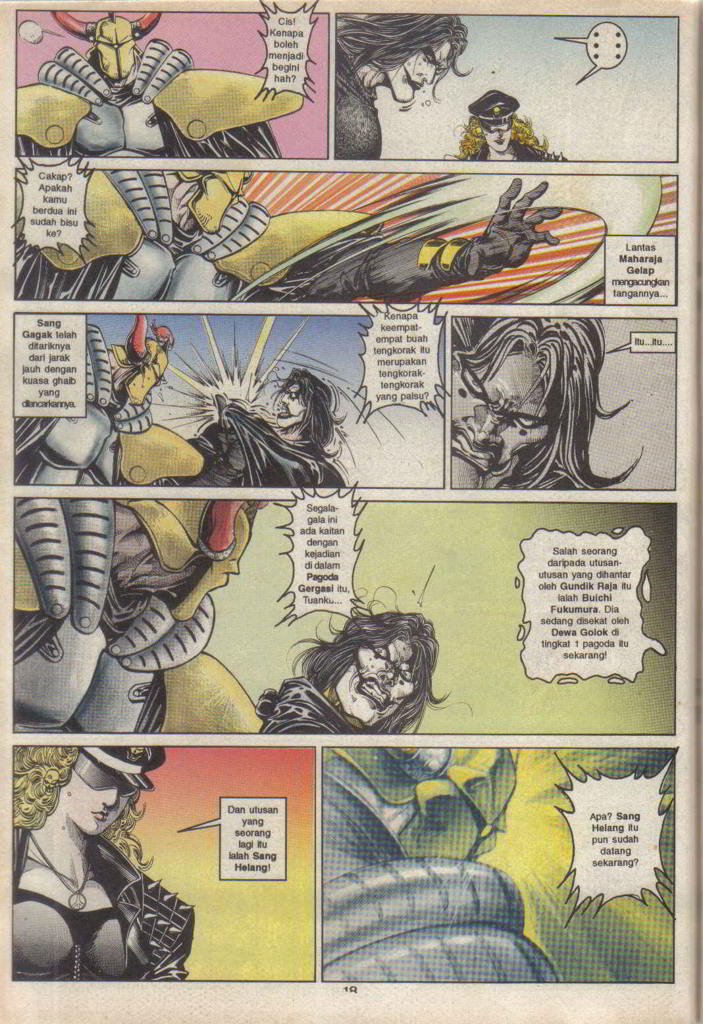 Cis!
Kenapa
boleh
menjadi
begini
hah?
Cakap?
Apakah
kamu
berdua ini
sudah bisu
ke?
Lantas
Maharaja
Gelap
mengacungkan
tangannya...
Sang
Gagak telah
ditariknya
dari jarak
jauh dengan
kuasa ghaib
yang
dilancarkannya.
Kenapa
keempat-
empat buah
tengkorak itu
merupakan
tengkorak-
tengkorak
yang palsu?
Itu...itu....
Segala-
gala ini
ada kaitan
dengan
kejadian
di dalam
Pagoda
Gergasi itu,
Tuanku...
Salah seorang
daripada utusan-
utusan yang dihantar
oleh Gundik Raja itu
ialah Buichi
Fukumura. Dia
sedang disekat oleh
Dewa Golok di
tingkat 1 pagoda itu
sekarang!
Dan utusan
yang
seorang
lagi itu
ialah Sang
Helang!
Apa? Sang
Helang itu
pun sudah
datang
sekarang?